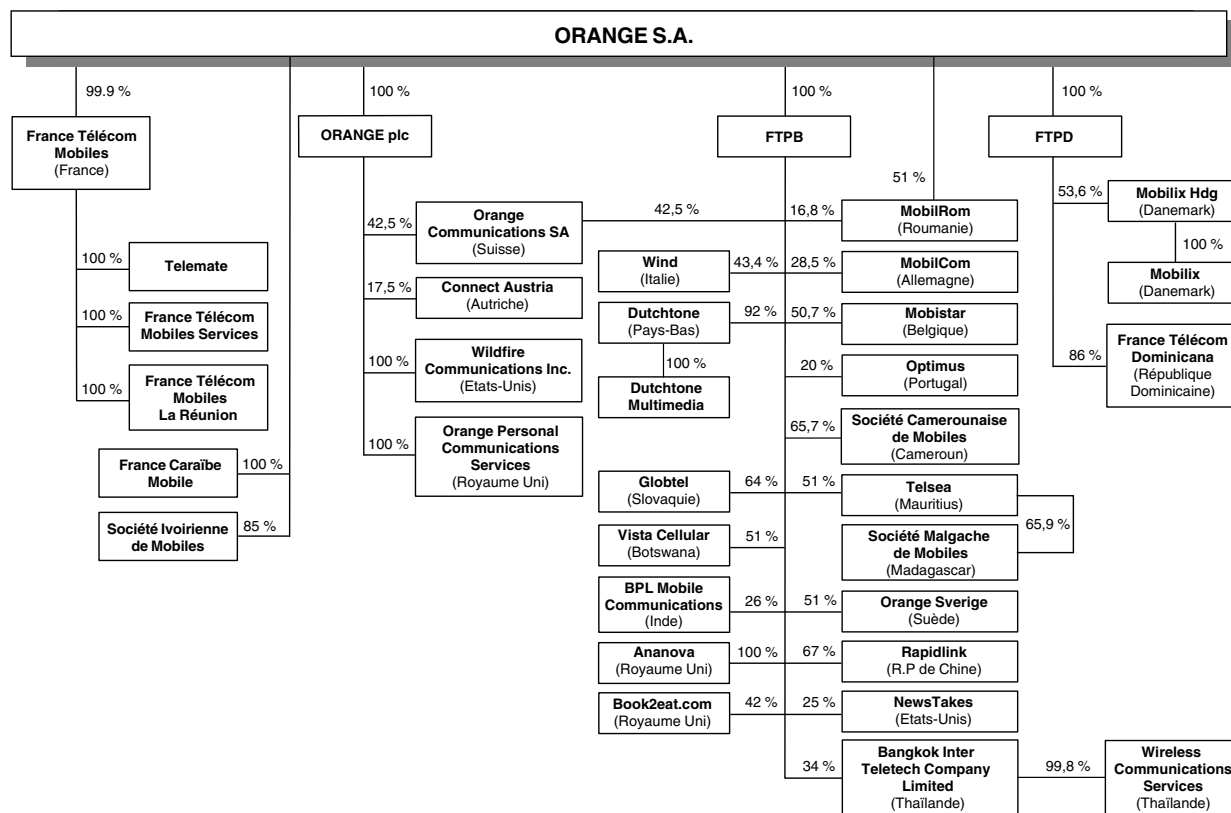 ORANGE S.A.
99.9 %
100 %
100 %
100 %
France Télécom
Mobiles
(France)
ORANGE plc
FTPB
FTPD
51 %
53,6 %
Mobilix Hdg
(Danemark)
100 %
Mobilix
(Danemark)
86 %
France Télécom
Dominicana
(République
Dominicaine)
100 %
Telemate
100 %
France Télécom
Mobiles Services
100 %
France Télécom
Mobiles
La Réunion
France Caraïbe
Mobile
100 %
Société Ivoirienne
de Mobiles
85 %
42,5 %
Orange
Communications SA
(Suisse)
42,5 %
17,5 %
Connect Austria
(Autriche)
100 %
Wildfire
Communications Inc.
(Etats-Unis)
100 %
Orange Personal
Communications
Services
(Royaume Uni)
16,8 %
MobilRom
(Roumanie)
Wind
(Italie)
43,4 %
28,5 %
MobilCom
(Allemagne)
Dutchtone
(Pays-Bas)
92 %
50,7 %
Mobistar
(Belgique)
100 %
Dutchtone
Multimedia
20 %
Optimus
(Portugal)
65,7 %
Société Camerounaise
de Mobiles
(Cameroun)
Globtel
(Slovaquie)
64 %
51 %
Telsea
(Mauritius)
65,9 %
Vista Cellular
(Botswana)
51 %
Société Malgache
de Mobiles
(Madagascar)
BPL Mobile
Communications
(Inde)
26 %
51 %
Orange Sverige
(Suède)
Ananova
(Royaume Uni)
100 %
67 %
Rapidlink
(R.P de Chine)
Book2eat.com
(Royaume Uni)
42 %
25 %
NewsTakes
(Etats-Unis)
34 %
Bangkok Inter
Teletech Company
Limited
(Thaïlande)
99,8 %
Wireless
Communications
Services
(Thaïlande)